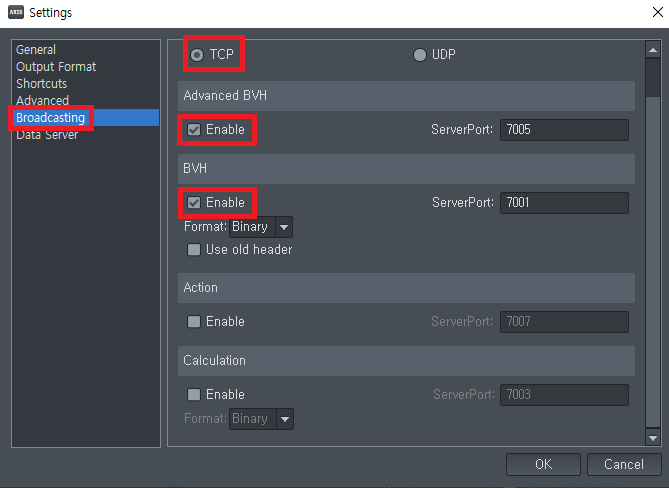 AXIS Settings
General
Output Format
Shortcuts
Advanced
Broadcasting
Data Server
TCP UDP
Advanced BVH
Enable ServerPort: 7005
BVH
Enable ServerPort: 7001
Format: Binary
Use old header
Action
Enable ServerPort: 7007
Calculation
Enable ServerPort: 7003
Format: Binary
OK Cancel